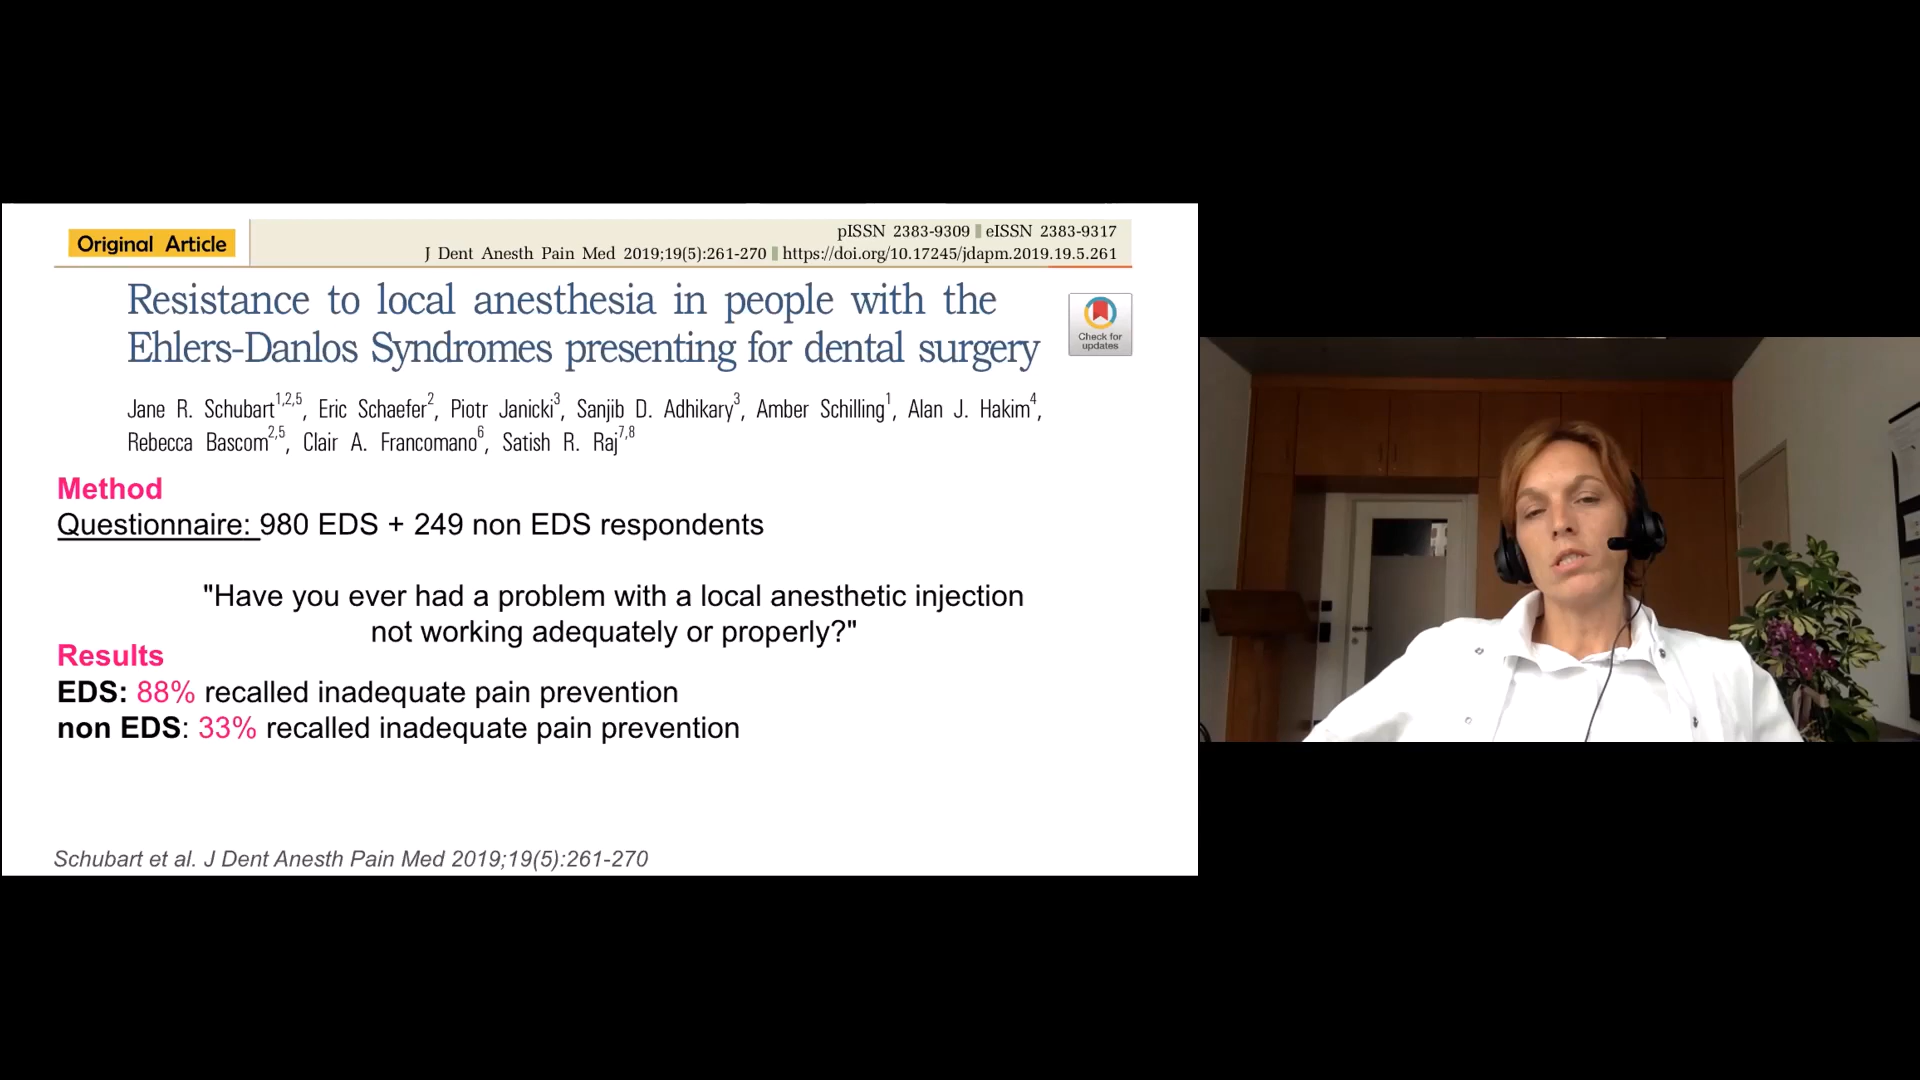 Original Article
pISSN 2383-9309 eISSN 2383-9317
J Dent Anesth Pain Med 2019;19(5):261-270 https://doi.org/10.17245/jdapm.2019.19.5.261
Resistance to local anesthesia in people with the
Ehlers-Danlos Syndromes presenting for dental surgery
Check for
updates
Jane R. Schubart1,2,5, Eric Schaefer2, Piotr Janicki3, Sanjib D. Adhikary3, Amber Schilling1, Alan J. Hakim4,
Rebecca Bascom2,5, Clair A. Francomano6, Satish R. Raj7,8
Method
Questionnaire: 980 EDS + 249 non EDS respondents
"Have you ever had a problem with a local anesthetic injection
not working adequately or properly?"
Results
EDS: 88% recalled inadequate pain prevention
non EDS: 33% recalled inadequate pain prevention
Schubart et al. J Dent Anesth Pain Med 2019;19(5):261-270